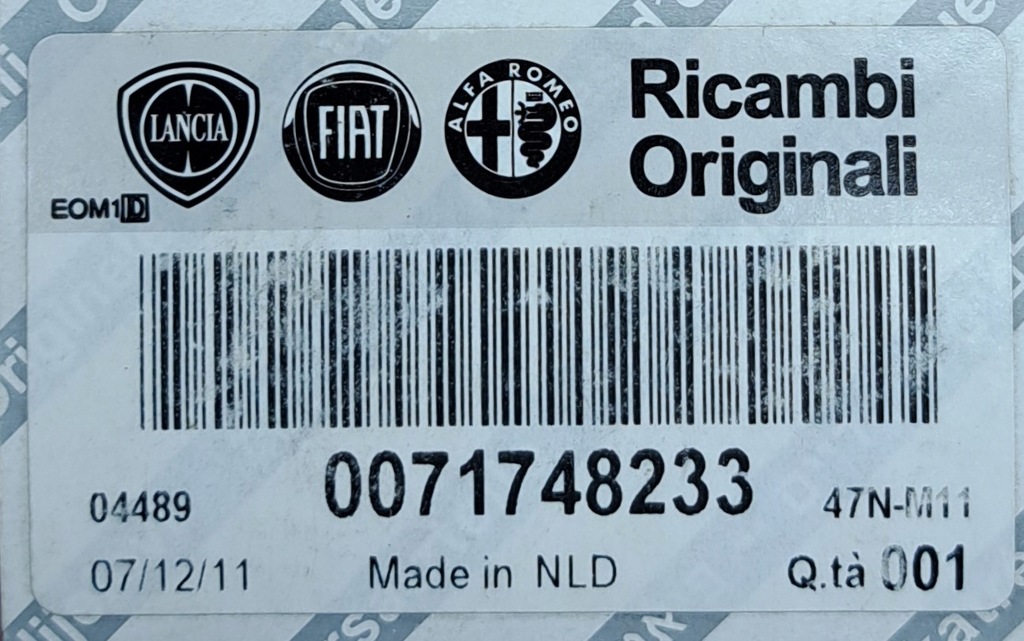 LANCIA
FIAT
ALFA ROMEO
Ricambi
Originali
EOM1D
0071748233
04489
47N-M11
07/12/11
Made in NLD
Q.tà 001